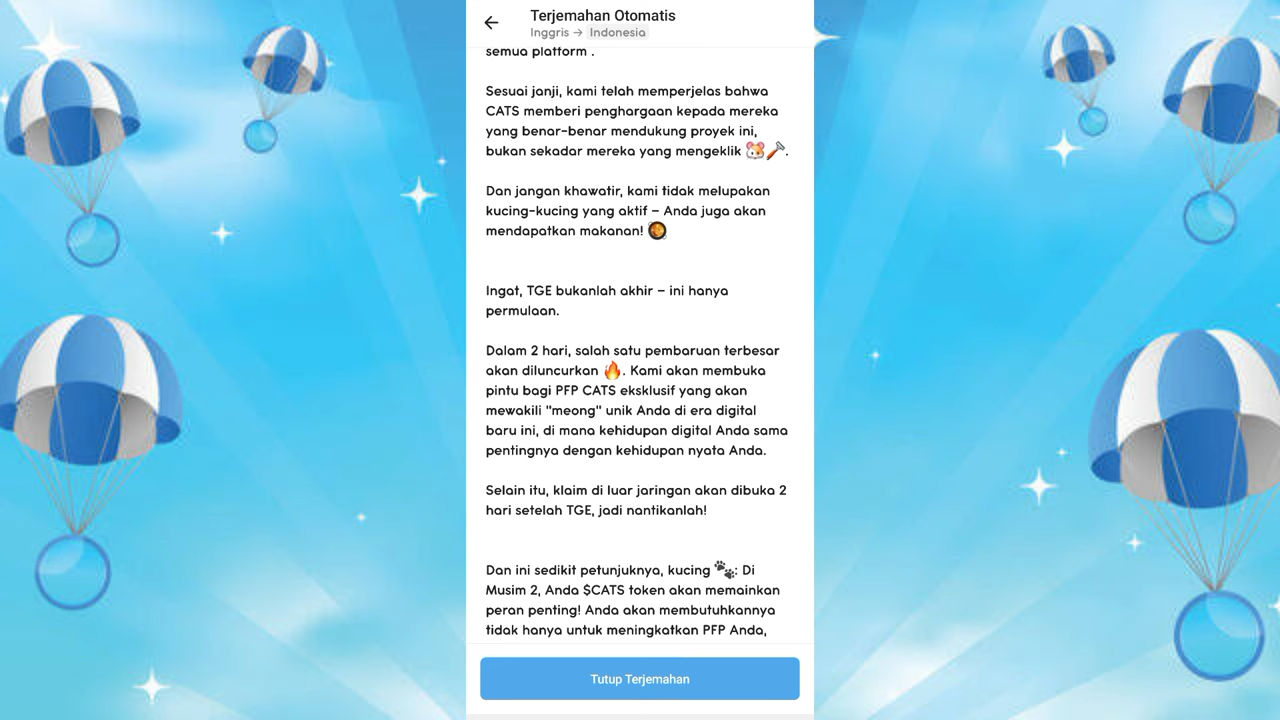 Terjemahan Otomatis
Inggris → Indonesia
semua platform .
Sesuai janji, kami telah memperjelas bahwa
CATS memberi penghargaan kepada mereka
yang benar-benar mendukung proyek ini,
bukan sekadar mereka yang mengeklik 🐹🔨.
Dan jangan khawatir, kami tidak melupakan
kucing-kucing yang aktif – Anda juga akan
mendapatkan makanan! 🥘
Ingat, TGE bukanlah akhir – ini hanya
permulaan.
Dalam 2 hari, salah satu pembaruan terbesar
akan diluncurkan 🔥. Kami akan membuka
pintu bagi PFP CATS eksklusif yang akan
mewakili "meong" unik Anda di era digital
baru ini, di mana kehidupan digital Anda sama
pentingnya dengan kehidupan nyata Anda.
Selain itu, klaim di luar jaringan akan dibuka 2
hari setelah TGE, jadi nantikanlah!
Dan ini sedikit petunjuknya, kucing 🐾: Di
Musim 2, Anda $CATS token akan memainkan
peran penting! Anda akan membutuhkannya
tidak hanya untuk meningkatkan PFP Anda,
Tutup Terjemahan